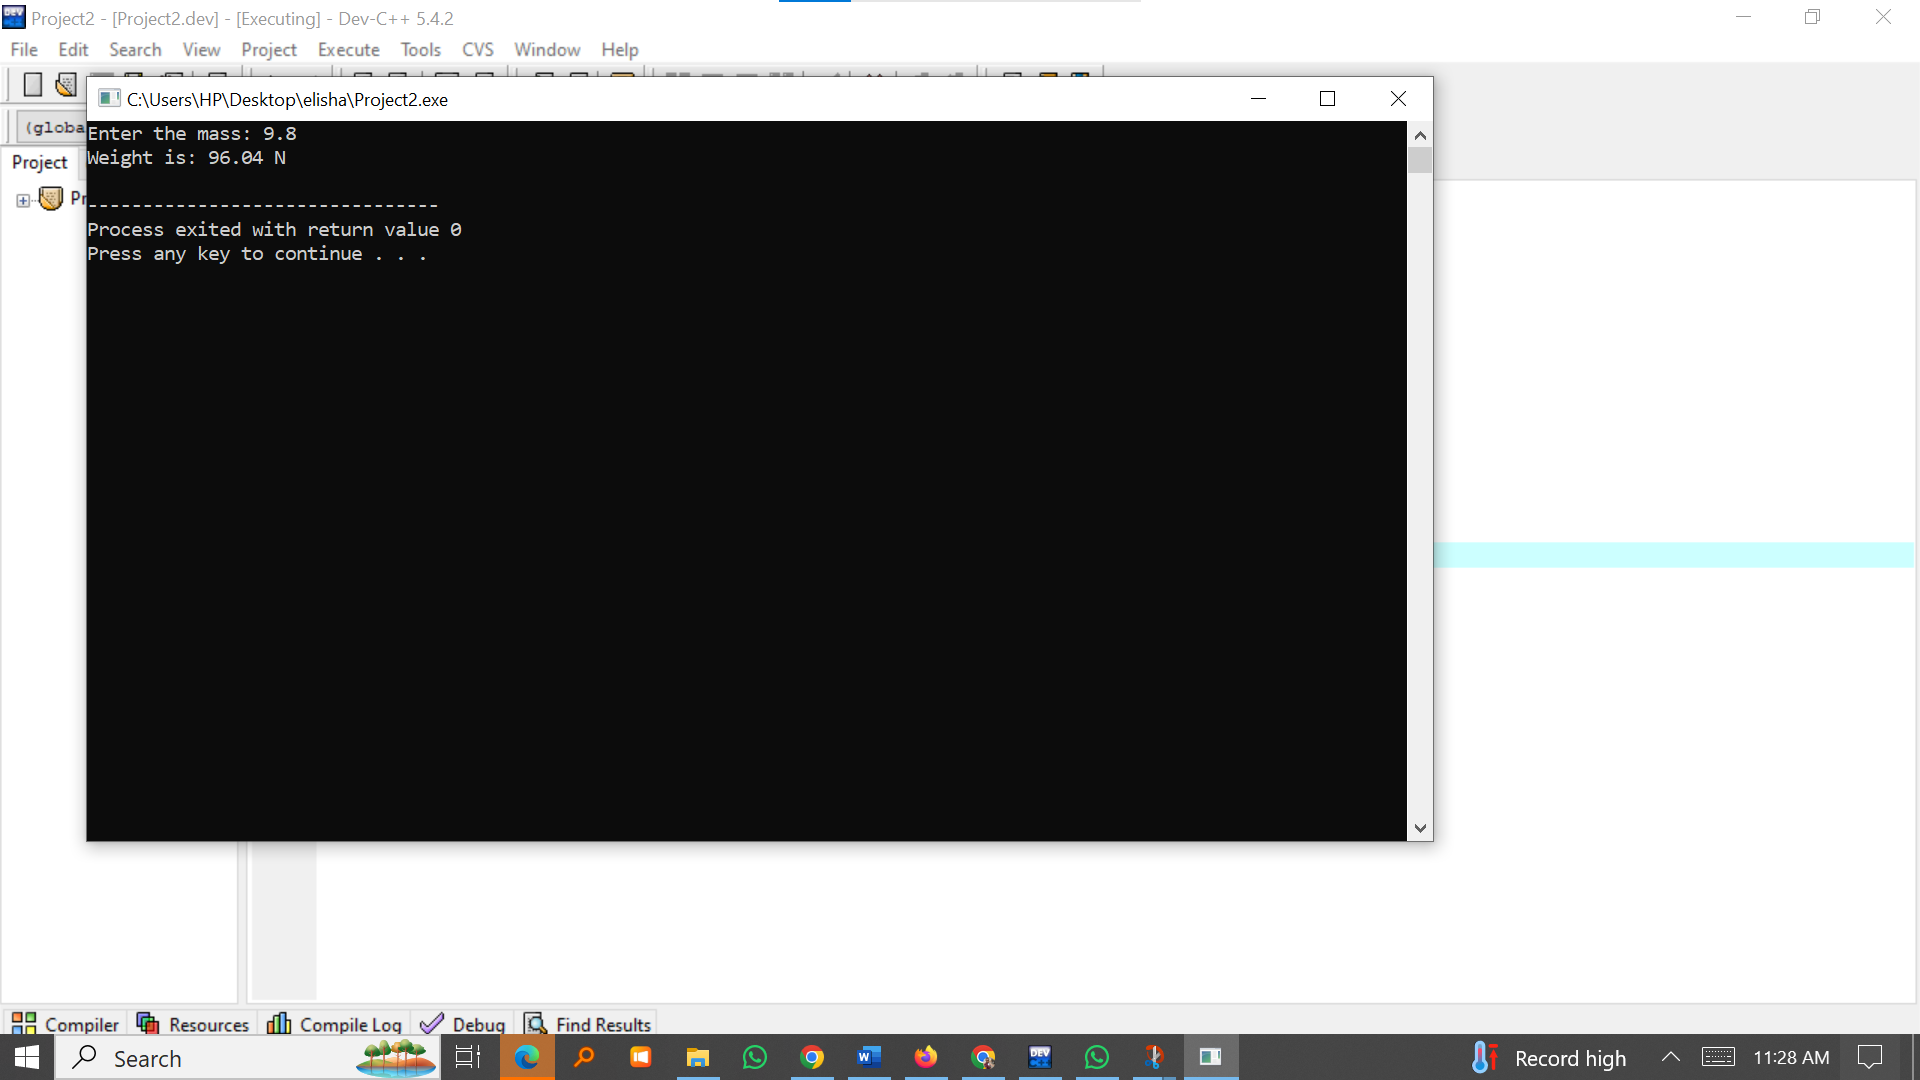 Project2 - [Project2.dev] - [Executing] - Dev-C++ 5.4.2
File Edit Search View Project Execute Tools CVS Window Help
C:\Users\HP\Desktop\elisha\Project2.exe
(globa
Enter the mass: 9.8
Weight is: 96.04 N
Project
Pr
--------------------------------
Process exited with return value 0
Press any key to continue . . .
Compiler Resources Compile Log Debug Find Results
Search
DEV
Record high
11:28 AM